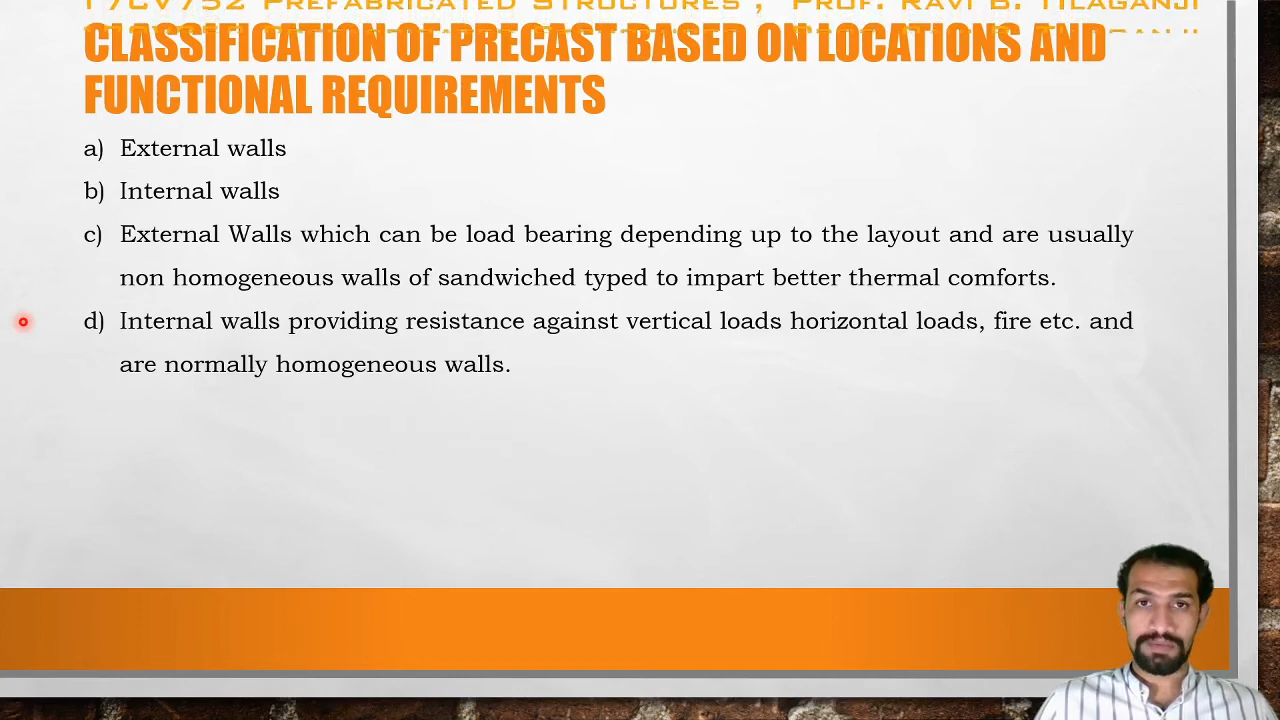 17CV752 Prefabricated Structures , Prof. Ravi B. Tilaganji
CLASSIFICATION OF PRECAST BASED ON LOCATIONS AND
FUNCTIONAL REQUIREMENTS
a) External walls
b) Internal walls
c) External Walls which can be load bearing depending up to the layout and are usually
non homogeneous walls of sandwiched typed to impart better thermal comforts.
d) Internal walls providing resistance against vertical loads horizontal loads, fire etc. and
are normally homogeneous walls.